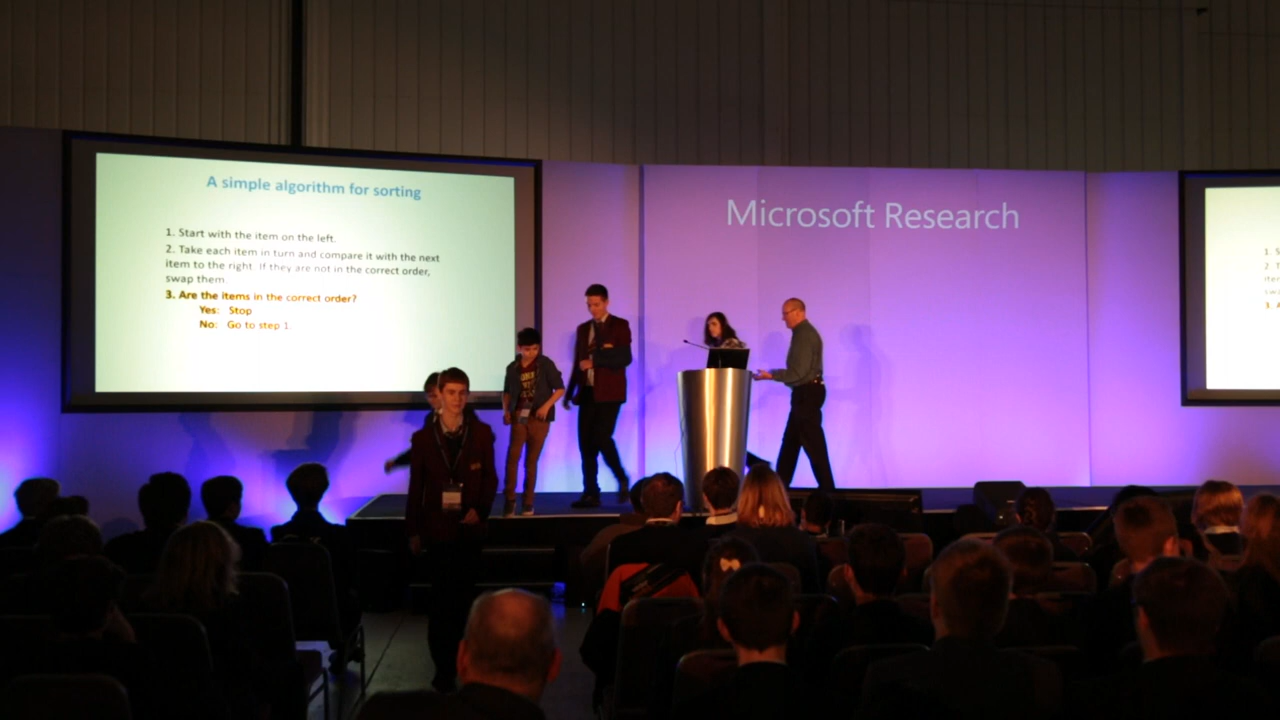 A simple algorithm for sorting
1. Start with the item on the left.
2. Take each item in turn and compare it with the next
item to the right. If they are not in the correct order,
swap them.
3. Are the items in the correct order?
Yes: Stop
No: Go to step 1.
Microsoft Research
1. S
2. T